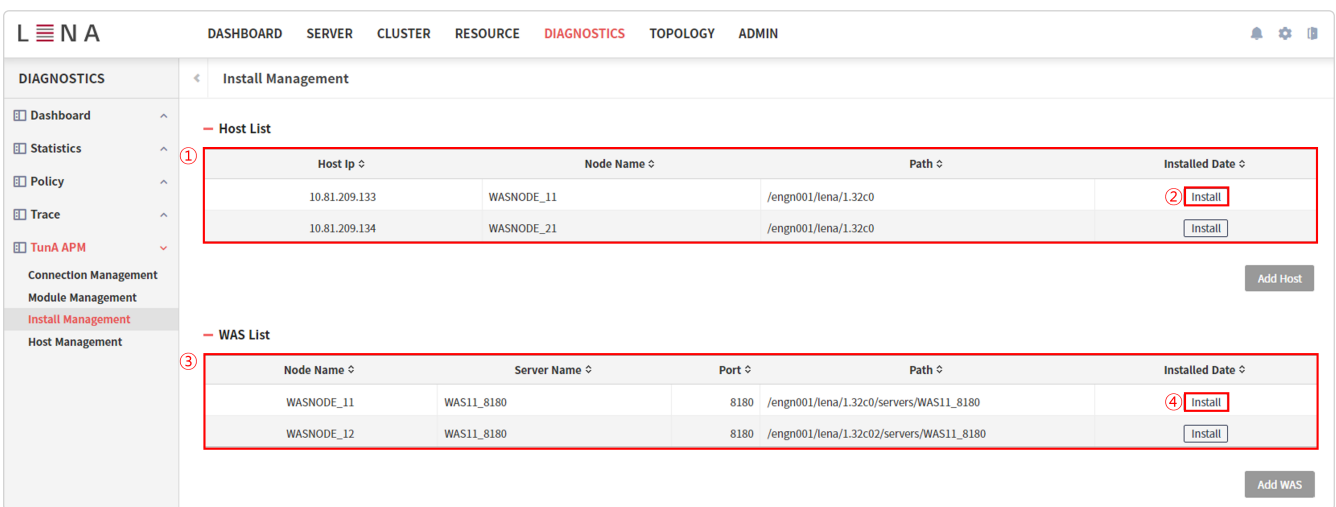 LENA DASHBOARD SERVER CLUSTER RESOURCE DIAGNOSTICS TOPOLOGY ADMIN
DIAGNOSTICS
Install Management
Dashboard
Statistics
Policy
Trace
TunA APM
Connection Management
Module Management
Install Management
Host Management
Host List
①
Host Ip Node Name Path Installed Date
10.81.209.133 WASNODE_11 /engn001/lena/1.32c0 ② Install
10.81.209.134 WASNODE_21 /engn001/lena/1.32c0 Install
Add Host
WAS List
③
Node Name Server Name Port Path Installed Date
WASNODE_11 WAS11_8180 8180 /engn001/lena/1.32c0/servers/WAS11_8180 ④ Install
WASNODE_12 WAS11_8180 8180 /engn001/lena/1.32c02/servers/WAS11_8180 Install
Add WAS